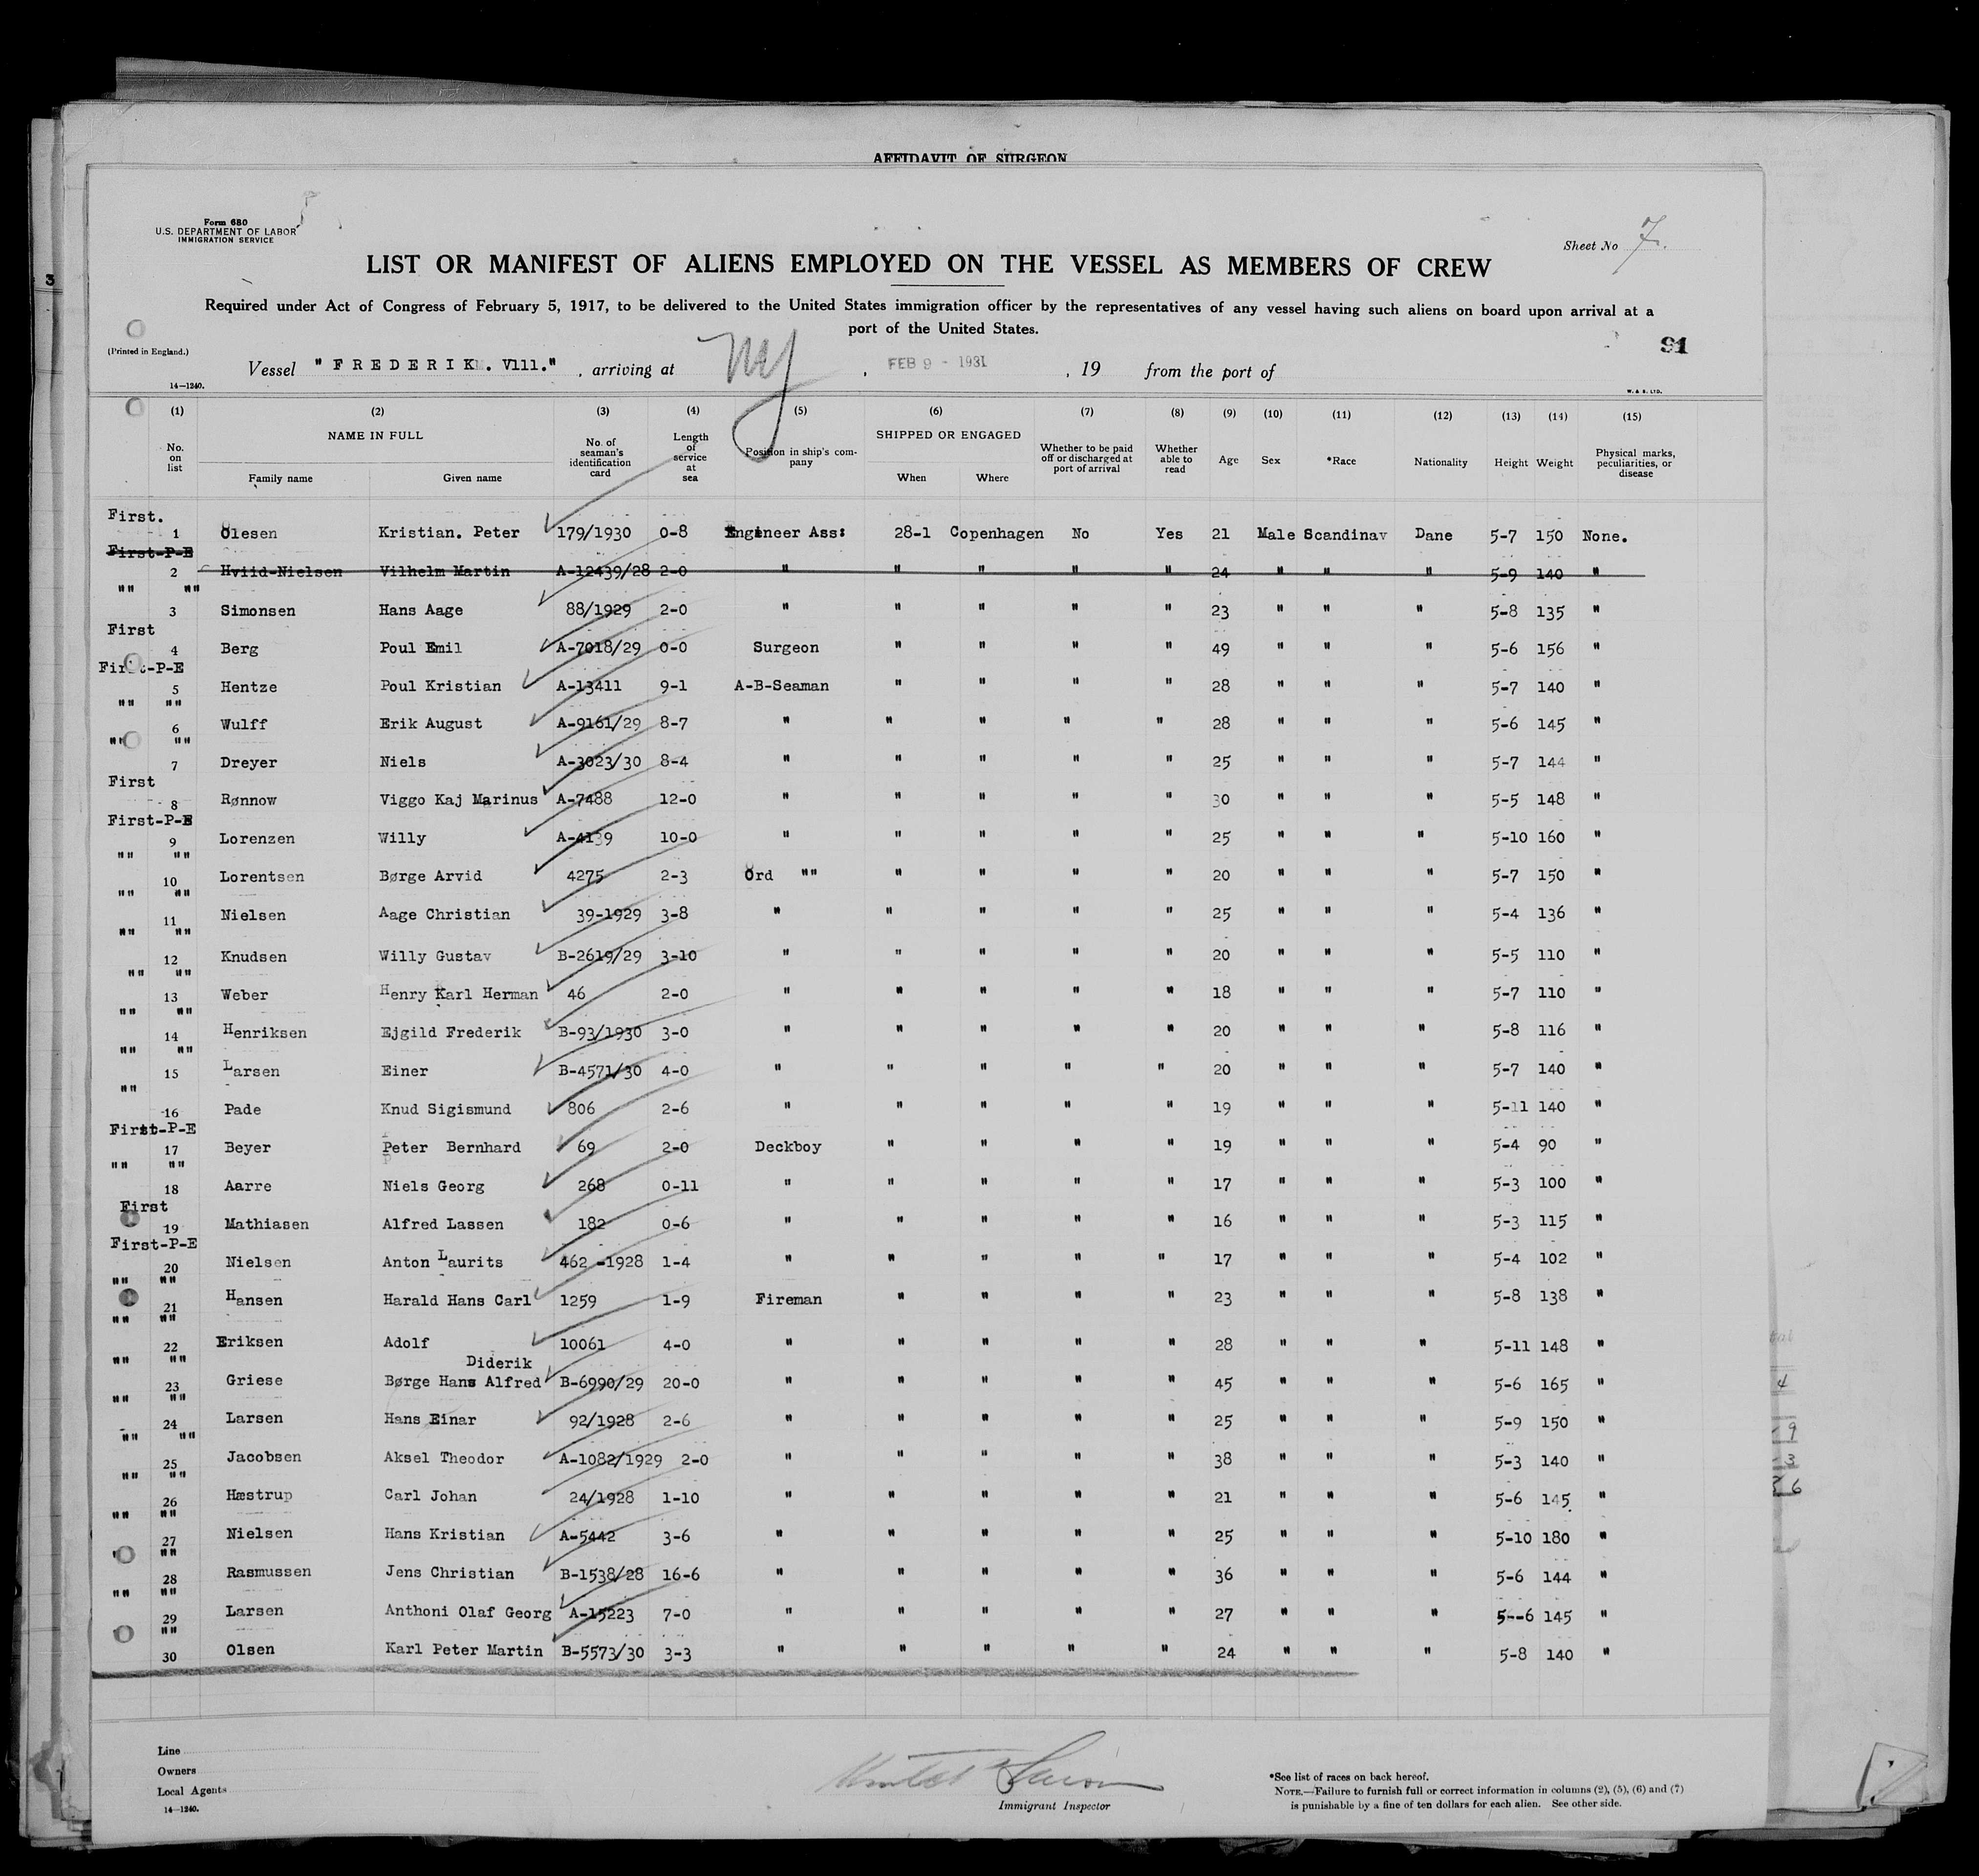 AFFIDAVIT OF SURGEON
Form 680
U.S. DEPARTMENT OF LABOR
IMMIGRATION SERVICE
Sheet No 7.
LIST OR MANIFEST OF ALIENS EMPLOYED ON THE VESSEL AS MEMBERS OF CREW
Required under Act of Congress of February 5, 1917, to be delivered to the United States immigration officer by the representatives of any vessel having such aliens on board upon arrival at a
port of the United States.
91
(Printed in England.)
Vessel "FREDERIK. Vlll.", arriving at NY, FEB 9 - 1931, 19 from the port of
14—1240.
W. & S. LTD.
(1) (2) (3) (4) (5) (6) (7) (8) (9) (10) (11) (12) (13) (14) (15)
No. on list NAME IN FULL Family name Given name No. of seaman's identification card Length of service at sea Position in ship's company SHIPPED OR ENGAGED When Where Whether to be paid off or discharged at port of arrival Whether able to read Age Sex *Race Nationality Height Weight Physical marks, peculiarities, or disease
First.
1 Olesen Kristian. Peter 179/1930 0-8 Engineer Ass: 28-1 Copenhagen No Yes 21 Male Scandinav Dane 5-7 150 None.
First-P-E
2 Hviid-Nielsen Vilhelm Martin A-12439/28 2-0 " " " " " 24 " " " 5-9 140 "
"" ""
3 Simonsen Hans Aage 88/1929 2-0 " " " " " 23 " " " 5-8 135 "
First
4 Berg Poul Emil A-7018/29 0-0 Surgeon " " " " 49 " " " 5-6 156 "
First-P-E
5 Hentze Poul Kristian A-13411 9-1 A-B-Seaman " " " " 28 " " " 5-7 140 "
"" ""
6 Wulff Erik August A-9161/29 8-7 " " " " " 28 " " " 5-6 145 "
"" ""
7 Dreyer Niels A-3023/30 8-4 " " " " " 25 " " " 5-7 144 "
First
8 Rønnow Viggo Kaj Marinus A-7488 12-0 " " " " " 30 " " " 5-5 148 "
First-P-E
9 Lorenzen Willy A-4139 10-0 " " " " " 25 " " " 5-10 160 "
"" ""
10 Lorentsen Børge Arvid 4275 2-3 Ord "" " " " " 20 " " " 5-7 150 "
"" ""
11 Nielsen Aage Christian 39-1929 3-8 " " " " " 25 " " " 5-4 136 "
"" ""
12 Knudsen Willy Gustav B-2619/29 3-10 " " " " " 20 " " " 5-5 110 "
"" ""
13 Weber Henry Karl Herman 46 2-0 " " " " " 18 " " " 5-7 110 "
"" ""
14 Henriksen Ejgild Frederik B-93/1930 3-0 " " " " " 20 " " " 5-8 116 "
"" ""
15 Larsen Einer B-4571/30 4-0 " " " " " 20 " " " 5-7 140 "
""
16 Pade Knud Sigismund 806 2-6 " " " " " 19 " " " 5-11 140 "
First-P-E
17 Beyer Peter Bernhard 69 2-0 Deckboy " " " " 19 " " " 5-4 90 "
"" ""
18 Aarre Niels Georg 268 0-11 " " " " " 17 " " " 5-3 100 "
First
19 Mathiasen Alfred Lassen 182 0-6 " " " " " 16 " " " 5-3 115 "
First-P-E
20 Nielsen Anton Laurits 462 -1928 1-4 " " " " " 17 " " " 5-4 102 "
"" ""
21 Hansen Harald Hans Carl 1259 1-9 Fireman " " " " 23 " " " 5-8 138 "
"" ""
22 Eriksen Adolf 10061 4-0 " " " " " 28 " " " 5-11 148 "
"" "" Diderik
23 Griese Børge Hans Alfred B-6990/29 20-0 " " " " " 45 " " " 5-6 165 "
"" ""
24 Larsen Hans Einar 92/1928 2-6 " " " " " 25 " " " 5-9 150 "
"" ""
25 Jacobsen Aksel Theodor A-1082/1929 2-0 " " " " " 38 " " " 5-3 140 "
"" ""
26 Hæstrup Carl Johan 24/1928 1-10 " " " " " 21 " " " 5-6 145 "
"" ""
27 Nielsen Hans Kristian A-5442 3-6 " " " " " 25 " " " 5-10 180 "
""
28 Rasmussen Jens Christian B-1538/28 16-6 " " " " " 36 " " " 5-6 144 "
"" ""
29 Larsen Anthoni Olaf Georg A-15223 7-0 " " " " " 27 " " " 5--6 145 "
""
30 Olsen Karl Peter Martin B-5573/30 3-3 " " " " " 24 " " " 5-8 140 "
Line
Owners
Local Agents
14—1240.
Immigrant Inspector
*See list of races on back hereof.
NOTE.—Failure to furnish full or correct information in columns (2), (5), (6) and (7)
is punishable by a fine of ten dollars for each alien. See other side.